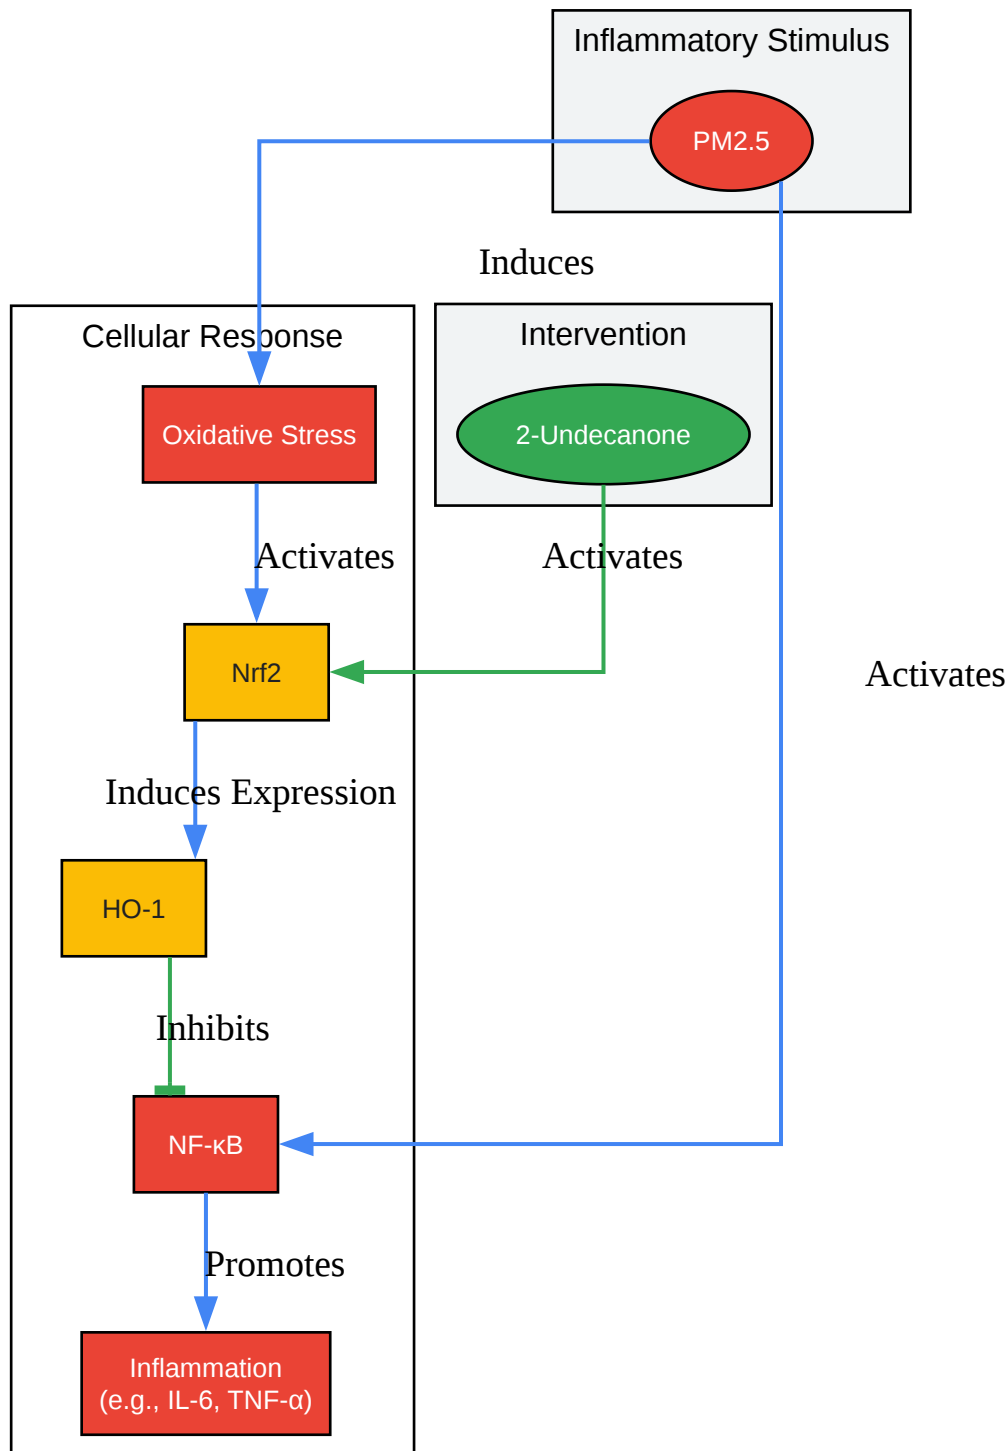 Inflammatory Stimulus
PM2.5
Induces
Cellular Response
Intervention
Oxidative Stress
2-Undecanone
Activates
Activates
Nrf2
Activates
Induces Expression
HO-1
Inhibits
NF-κB
Promotes
Inflammation
(e.g., IL-6, TNF-α)